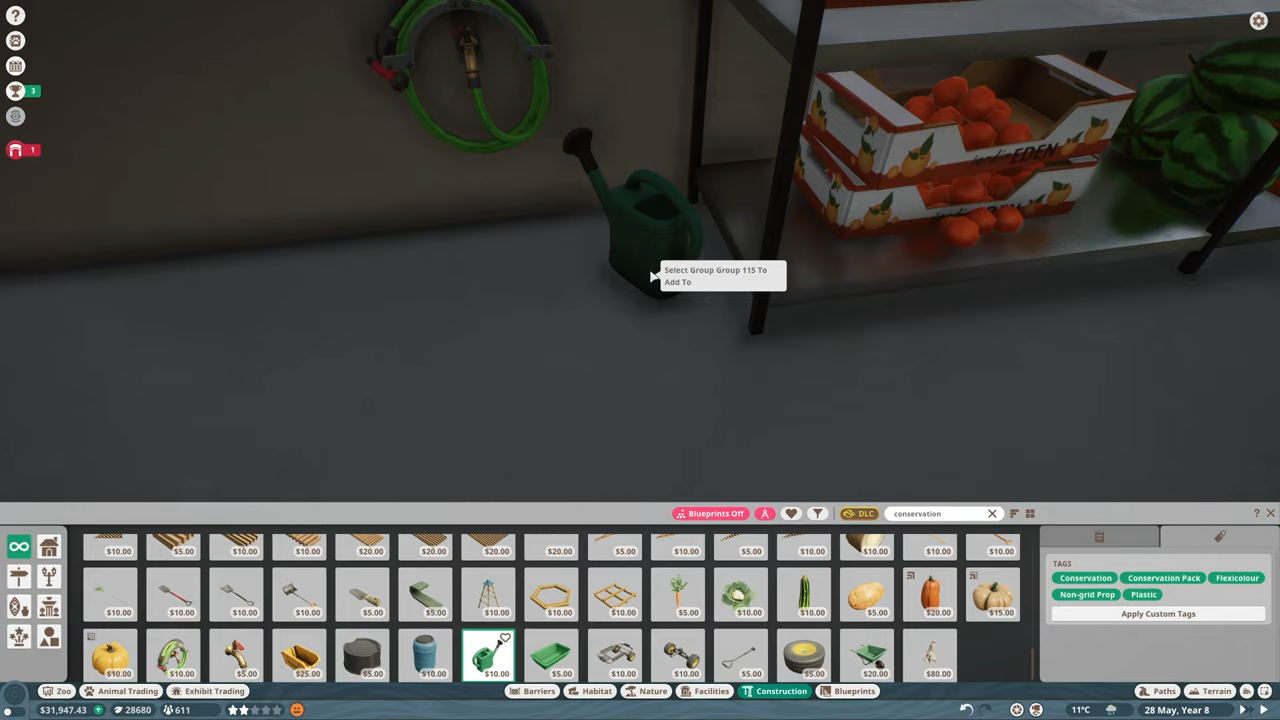 3
1
Jardin EDEN
Select Group Group 115 To
Add To
Blueprints Off
DLC
conservation
$10.00 $5.00 $10.00 $10.00 $20.00 $20.00 $20.00 $20.00 $5.00 $10.00 $5.00 $10.00 $10.00 $10.00 $10.00
$10.00 $10.00 $10.00 $10.00 $5.00 $5.00 $10.00 $10.00 $10.00 $5.00 $10.00 $10.00 $5.00 $20.00 $15.00
$10.00 $10.00 $5.00 $25.00 $5.00 $10.00 $10.00 $5.00 $10.00 $10.00 $5.00 $5.00 $20.00 $80.00
TAGS
Conservation Conservation Pack Flexicolour
Non-grid Prop Plastic
Apply Custom Tags
Zoo Animal Trading Exhibit Trading Barriers Habitat Nature Facilities Construction Blueprints Paths Terrain
$31,947.43 28680 611 11°C 28 May, Year 8